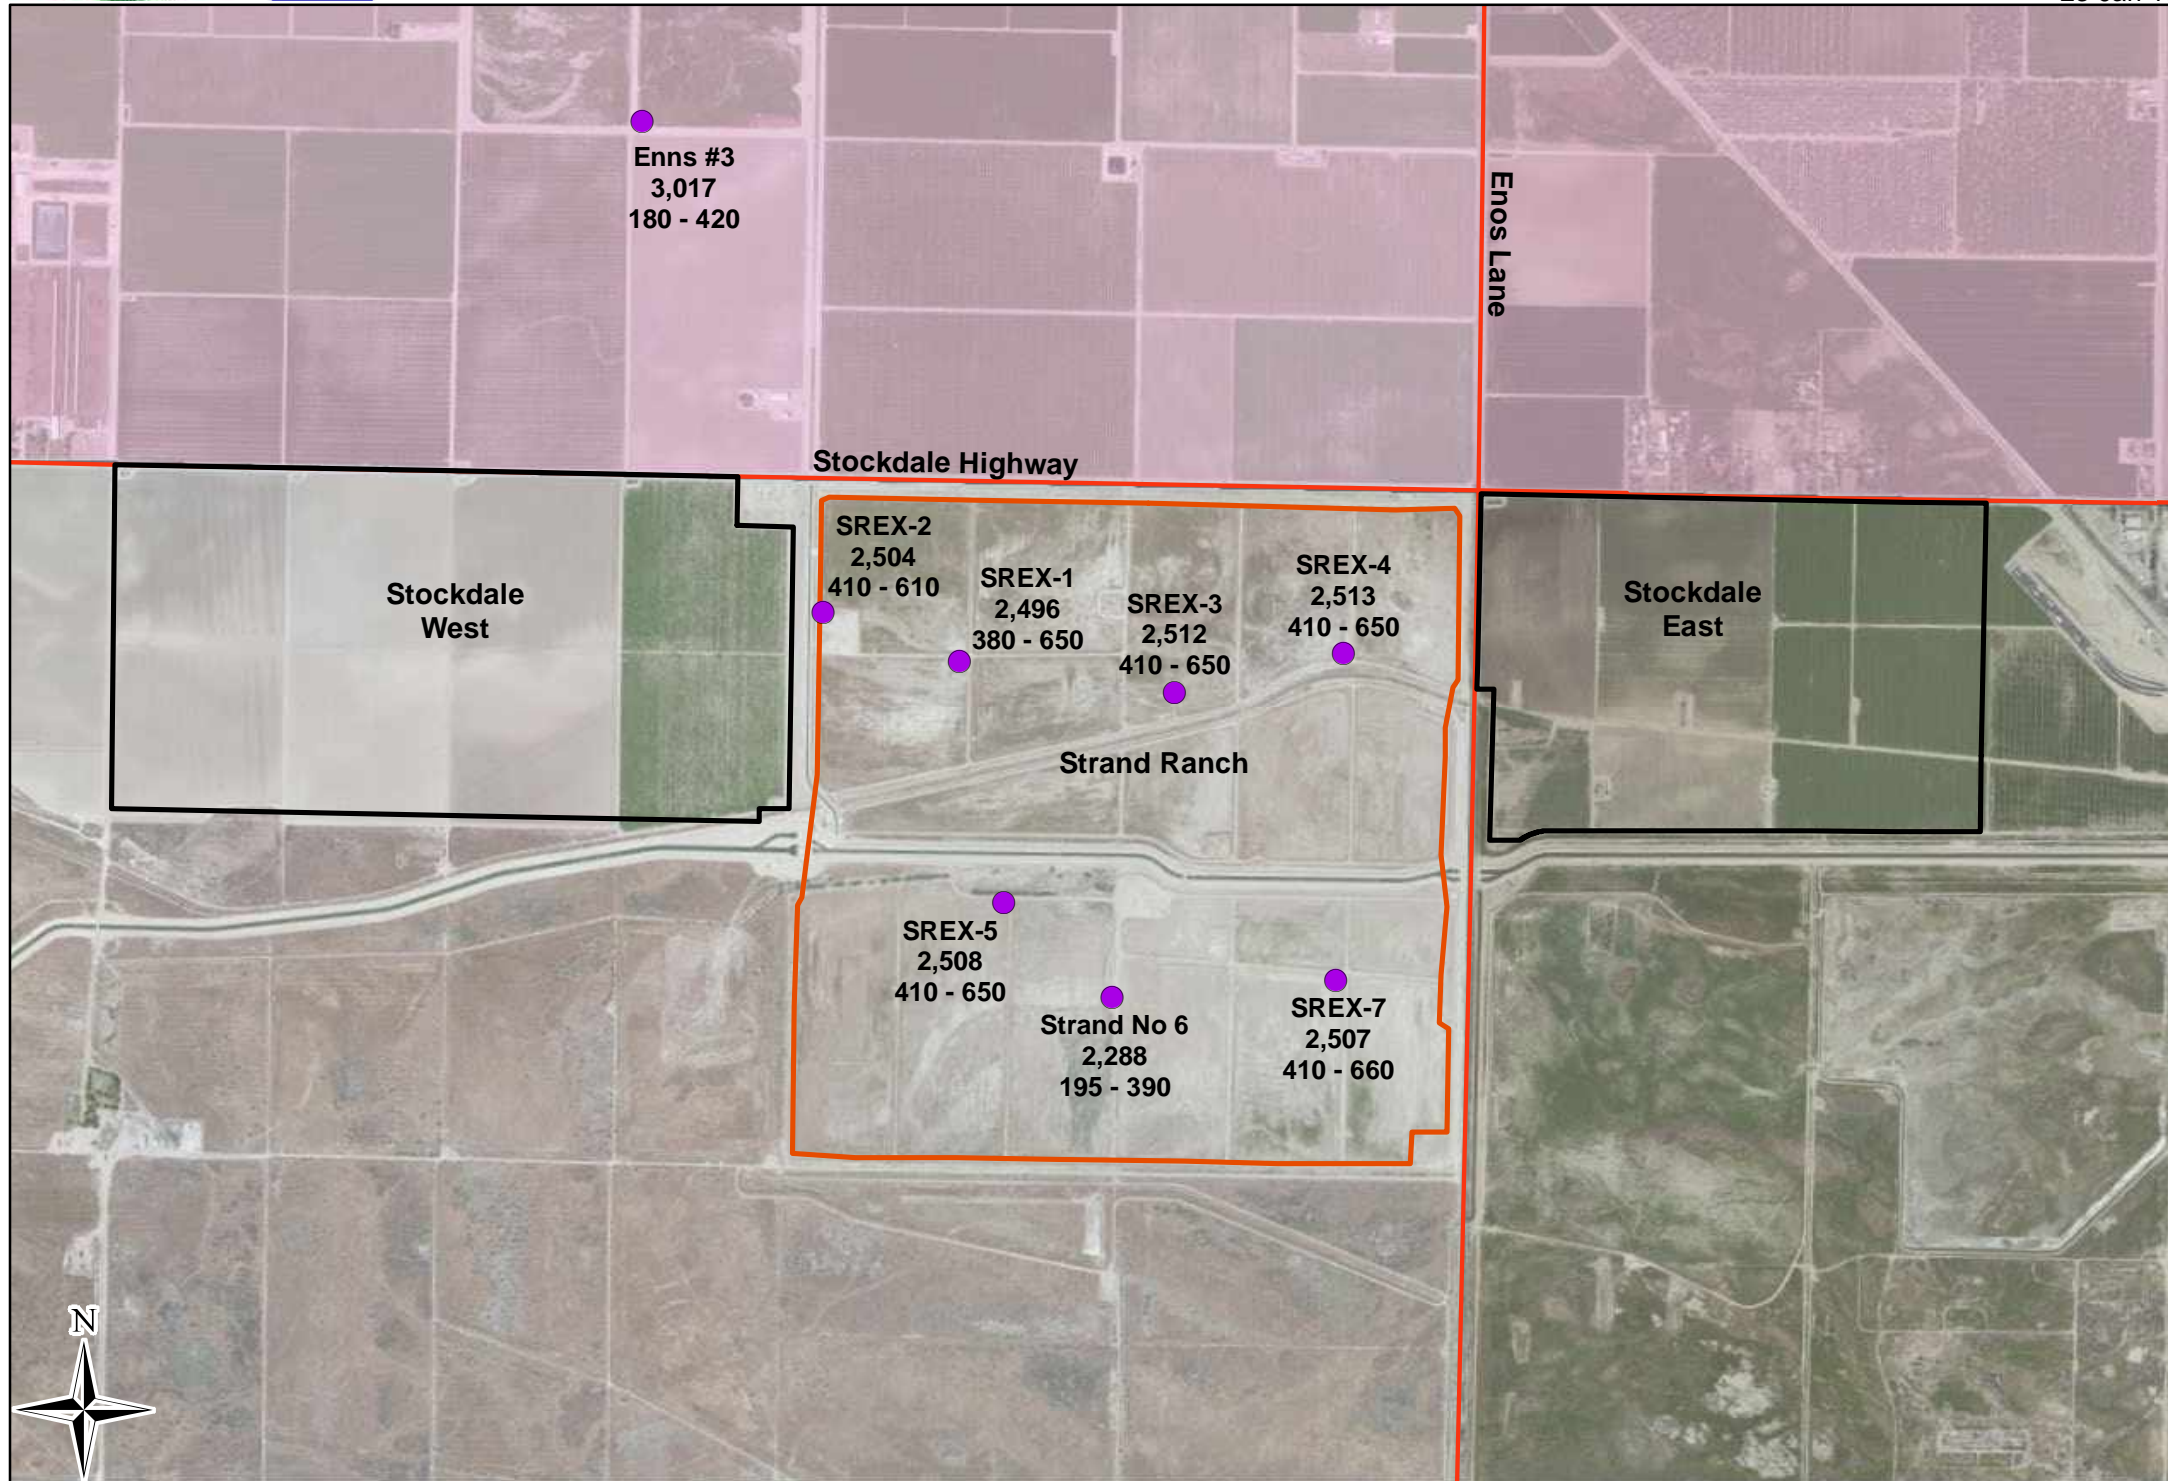 Enns #3
3,017
180 - 420
Enos Lane
Stockdale Highway
SREX-2
2,504
410 - 610
SREX-1
2,496
380 - 650
SREX-3
2,512
410 - 650
SREX-4
2,513
410 - 650
Stockdale
West
Stockdale
East
Strand Ranch
SREX-5
2,508
410 - 650
Strand No 6
2,288
195 - 390
SREX-7
2,507
410 - 660
N